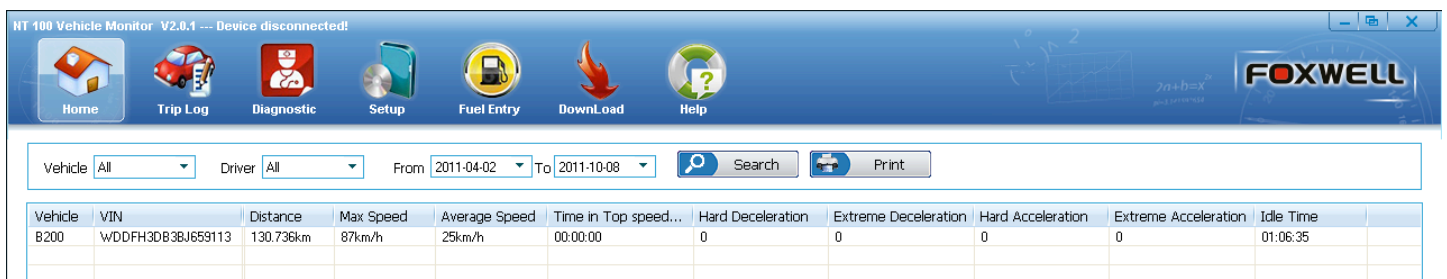 NT 100 Vehicle Monitor V2.0.1 --- Device disconnected!
FOXWELL
Home Trip Log Diagnostic Setup Fuel Entry DownLoad Help
Vehicle All Driver All From 2011-04-02 To 2011-10-08 Search Print
Vehicle VIN Distance Max Speed Average Speed Time in Top speed... Hard Deceleration Extreme Deceleration Hard Acceleration Extreme Acceleration Idle Time
B200 WDDFH3DB3BJ659113 130.736km 87km/h 25km/h 00:00:00 0 0 0 0 01:06:35